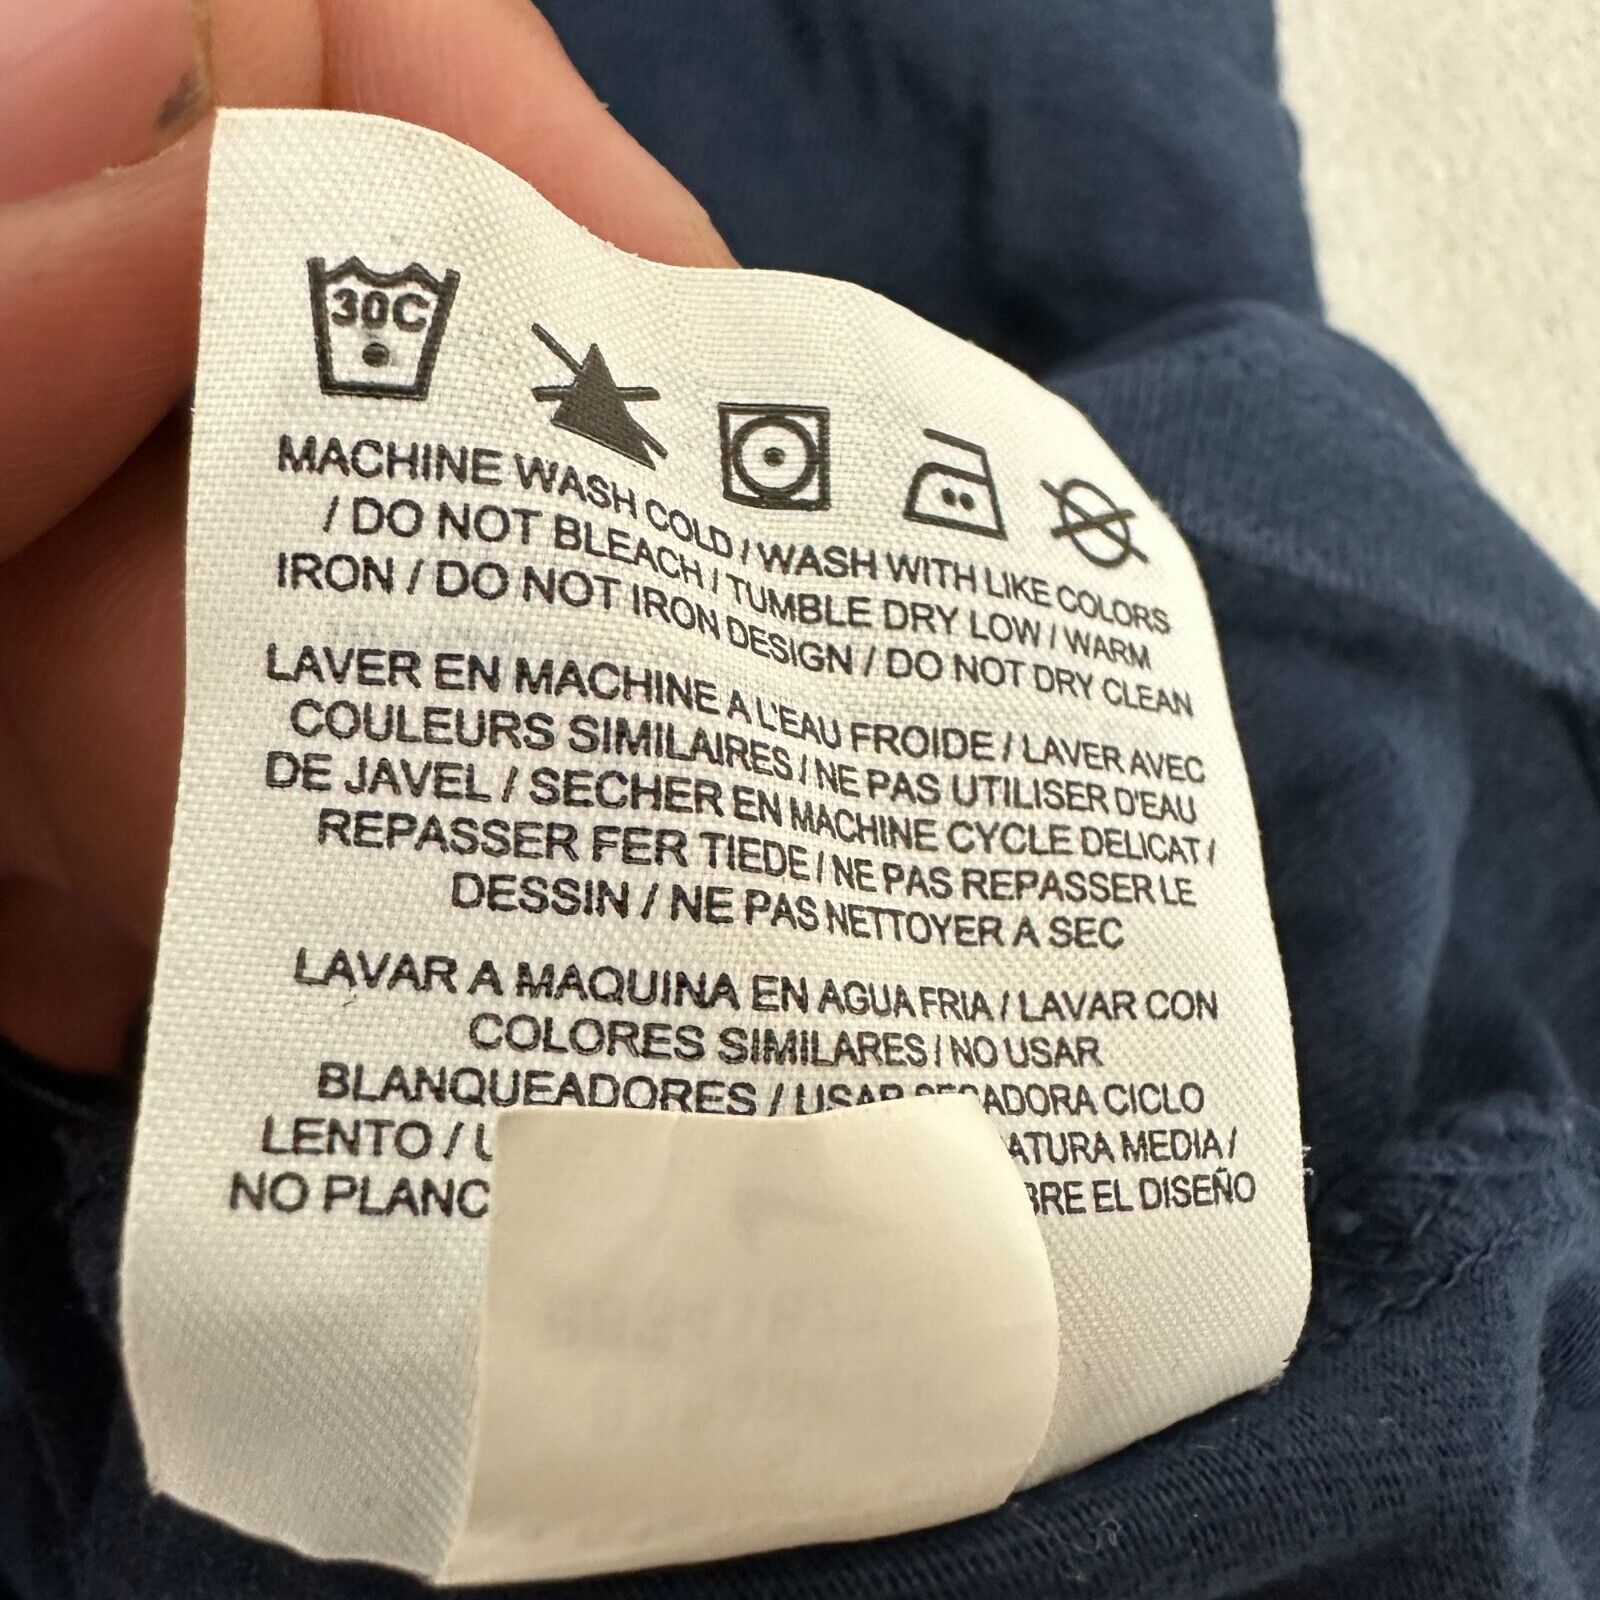 30C
MACHINE WASH COLD / WASH WITH LIKE COLORS
/ DO NOT BLEACH / TUMBLE DRY LOW / WARM
IRON / DO NOT IRON DESIGN / DO NOT DRY CLEAN
LAVER EN MACHINE A L'EAU FROIDE / LAVER AVEC
COULEURS SIMILAIRES / NE PAS UTILISER D'EAU
DE JAVEL / SECHER EN MACHINE CYCLE DELICAT /
REPASSER FER TIEDE / NE PAS REPASSER LE
DESSIN / NE PAS NETTOYER A SEC
LAVAR A MAQUINA EN AGUA FRIA / LAVAR CON
COLORES SIMILARES / NO USAR
BLANQUEADORES / USAR SECADORA CICLO
LENTO / MEDIA /
NO EL DISEÑO